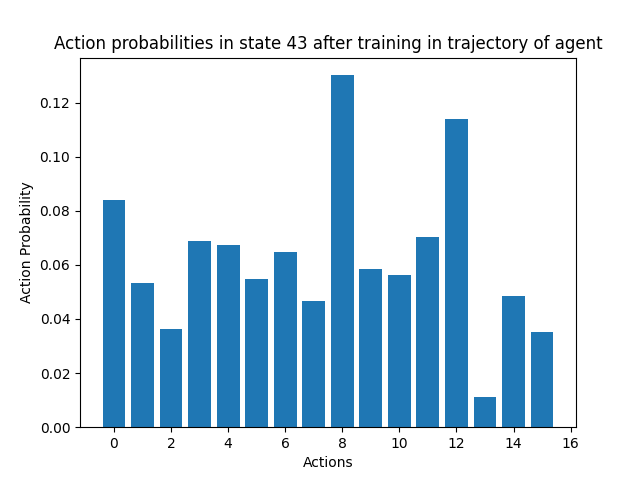 Action probabilities in state 43 after training in trajectory of agent
0.12
0.10
0.08
0.06
0.04
0.02
0.00
Action Probability
0 2 4 6 8 10 12 14 16
Actions